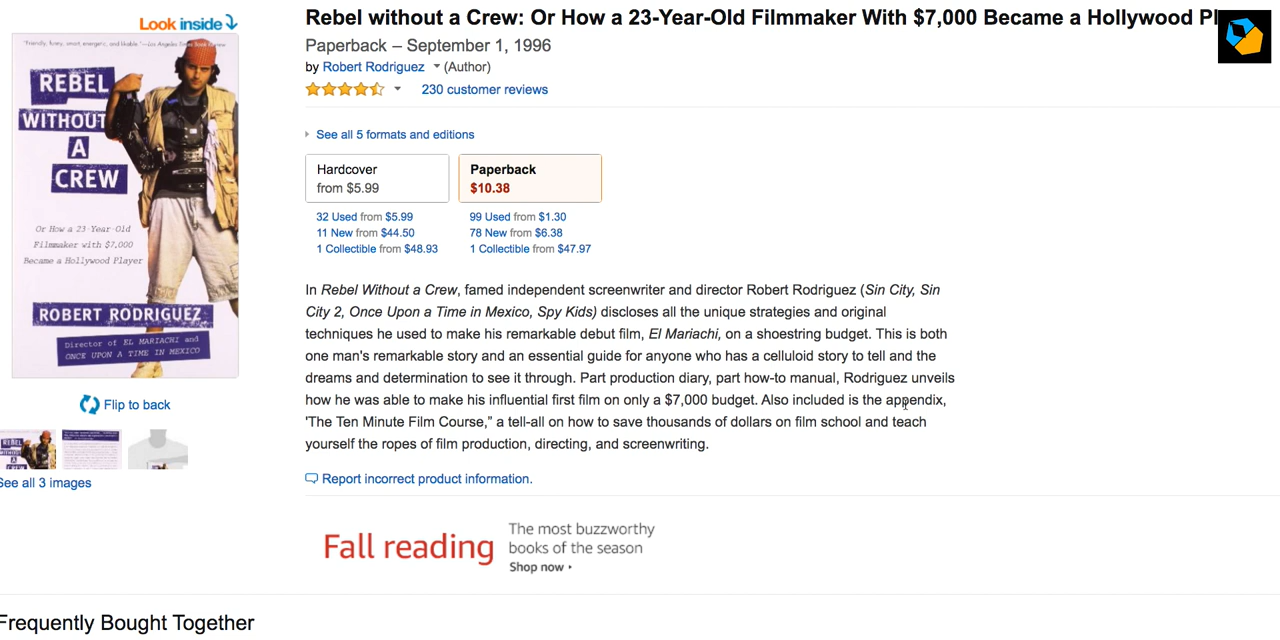 Look inside
"Friendly, funny, smart, energetic, and likable."—Los Angeles Times Book Review
REBEL
WITHOUT
A
CREW
Or How a 23-Year-Old
Filmmaker with $7,000
Became a Hollywood Player
ROBERT RODRIGUEZ
Director of EL MARIACHI and
ONCE UPON A TIME IN MEXICO
Flip to back
See all 3 images
Rebel without a Crew: Or How a 23-Year-Old Filmmaker With $7,000 Became a Hollywood Pl
Paperback – September 1, 1996
by Robert Rodriguez (Author)
230 customer reviews
See all 5 formats and editions
Hardcover
from $5.99
Paperback
$10.38
32 Used from $5.99
11 New from $44.50
1 Collectible from $48.93
99 Used from $1.30
78 New from $6.38
1 Collectible from $47.97
In Rebel Without a Crew, famed independent screenwriter and director Robert Rodriguez (Sin City, Sin
City 2, Once Upon a Time in Mexico, Spy Kids) discloses all the unique strategies and original
techniques he used to make his remarkable debut film, El Mariachi, on a shoestring budget. This is both
one man's remarkable story and an essential guide for anyone who has a celluloid story to tell and the
dreams and determination to see it through. Part production diary, part how-to manual, Rodriguez unveils
how he was able to make his influential first film on only a $7,000 budget. Also included is the appendix,
'The Ten Minute Film Course," a tell-all on how to save thousands of dollars on film school and teach
yourself the ropes of film production, directing, and screenwriting.
Report incorrect product information.
Fall reading
The most buzzworthy
books of the season
Shop now
Frequently Bought Together